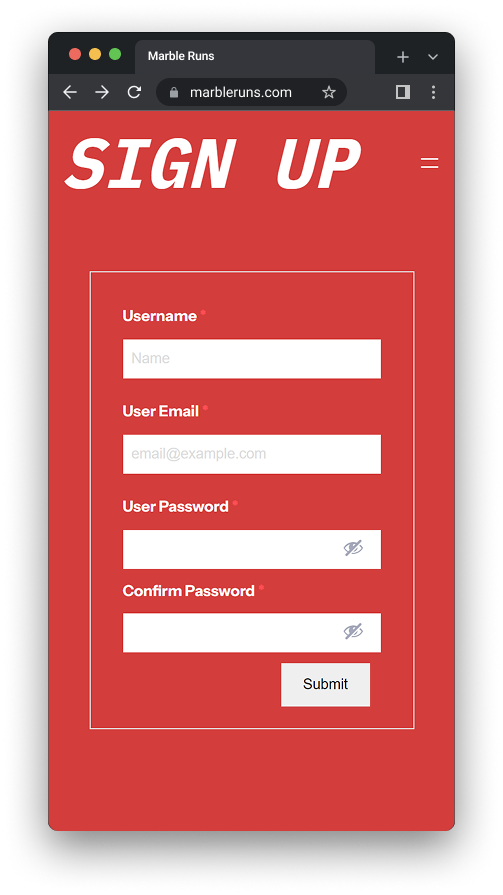 Marble Runs
marbleruns.com
SIGN UP
Username *
Name
User Email *
email@example.com
User Password *
Confirm Password *
Submit